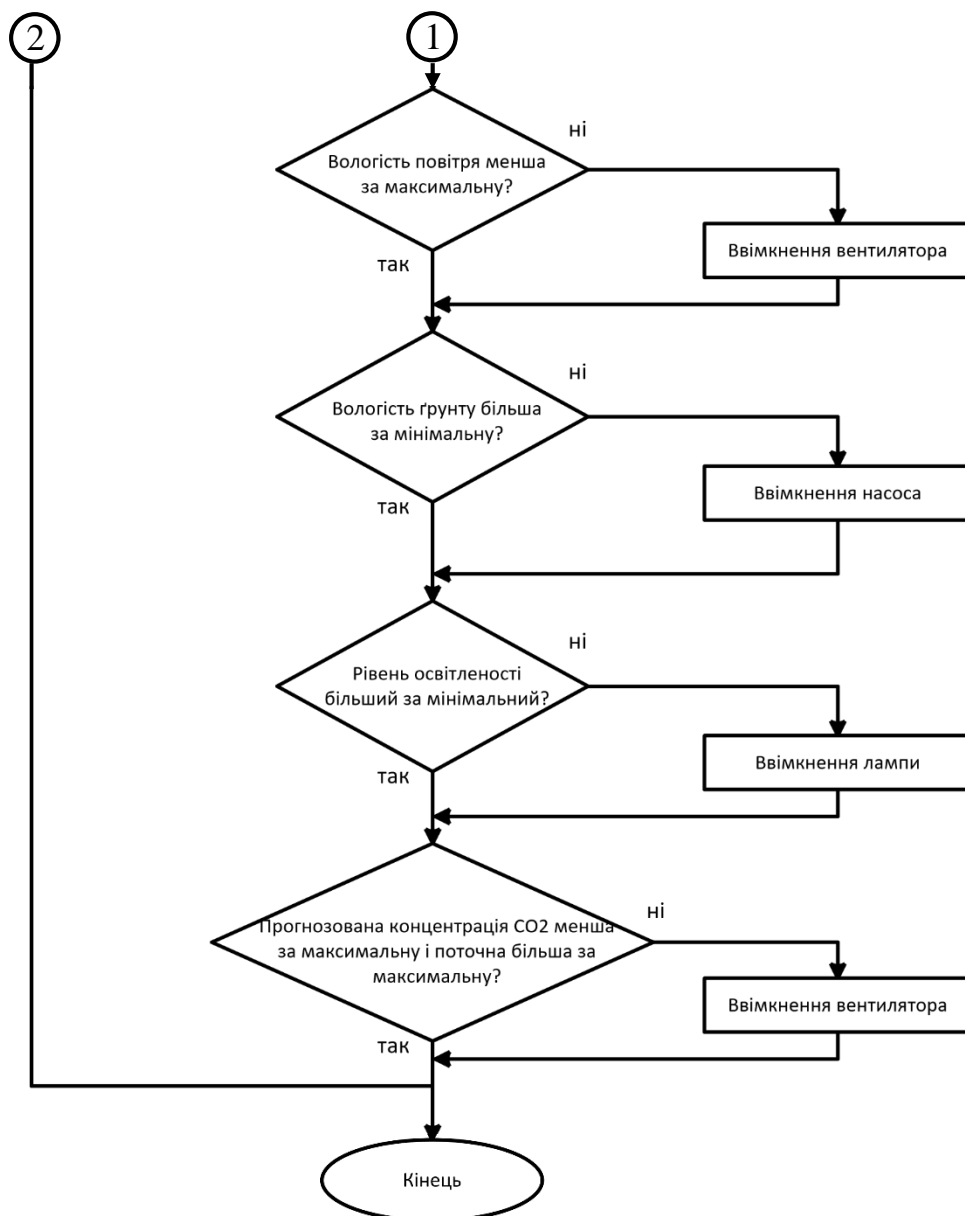 2
1
ні
Вологість повітря менша
за максимальну?
Ввімкнення вентилятора
так
ні
Вологість ґрунту більша
за мінімальну?
Ввімкнення насоса
так
ні
Рівень освітленості
більший за мінімальний?
Ввімкнення лампи
так
ні
Прогнозована концентрація СО2 менша
за максимальну і поточна більша за
максимальну?
Ввімкнення вентилятора
так
Кінець